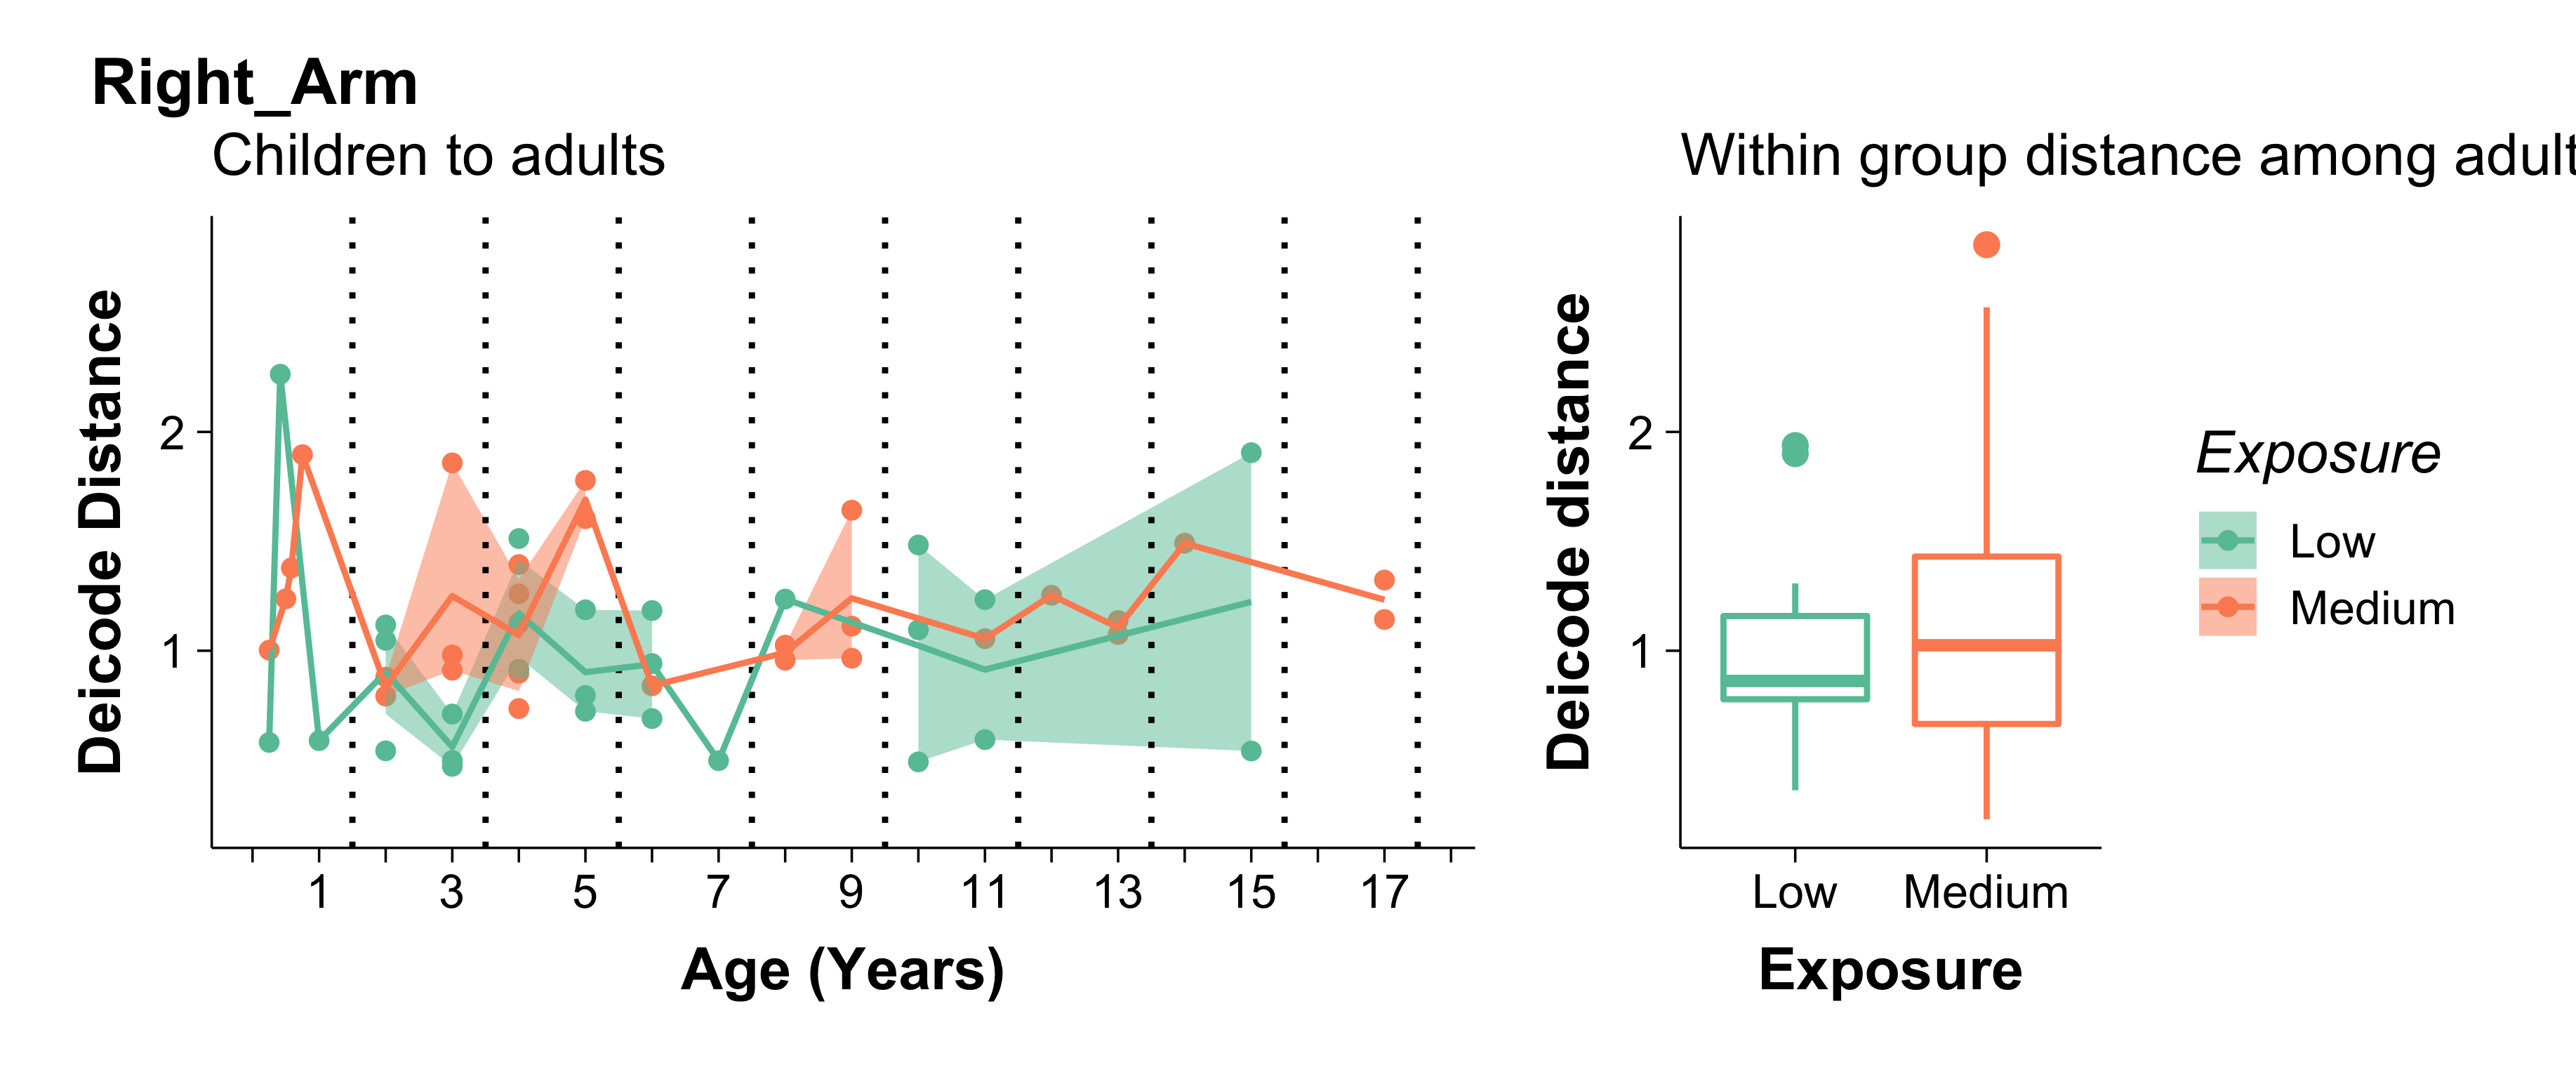 Right_Arm
Children to adults
Deicode Distance
2
1
1 3 5 7 9 11 13 15 17
Age (Years)
Within group distance among adult
Deicode distance
2
1
Low Medium
Exposure
Exposure
Low
Medium